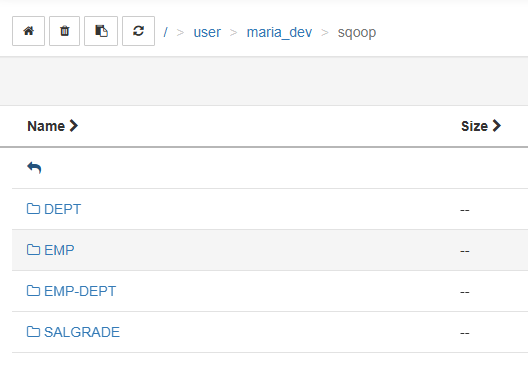 / > user > maria_dev > sqoop
Name > Size >
DEPT --
EMP --
EMP-DEPT --
SALGRADE --